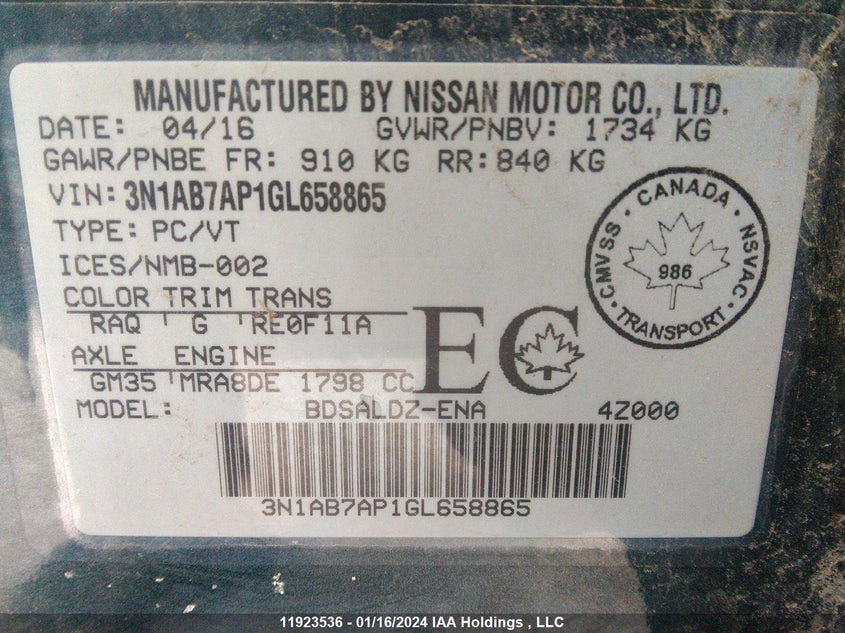 MANUFACTURED BY NISSAN MOTOR CO., LTD.
DATE: 04/16 GVWR/PNBV: 1734 KG
GAWR/PNBE FR: 910 KG RR: 840 KG
VIN: 3N1AB7AP1GL658865
TYPE: PC/VT
ICES/NMB-002
COLOR TRIM TRANS
RAQ G RE0F11A
AXLE ENGINE
GM35 MRA8DE 1798 CC
MODEL: BDSALDZ-ENA 4Z000
EC
CANADA · NSVAC · TRANSPORT · CMVSS ·
986
3N1AB7AP1GL658865
11923536 - 01/16/2024 IAA Holdings , LLC